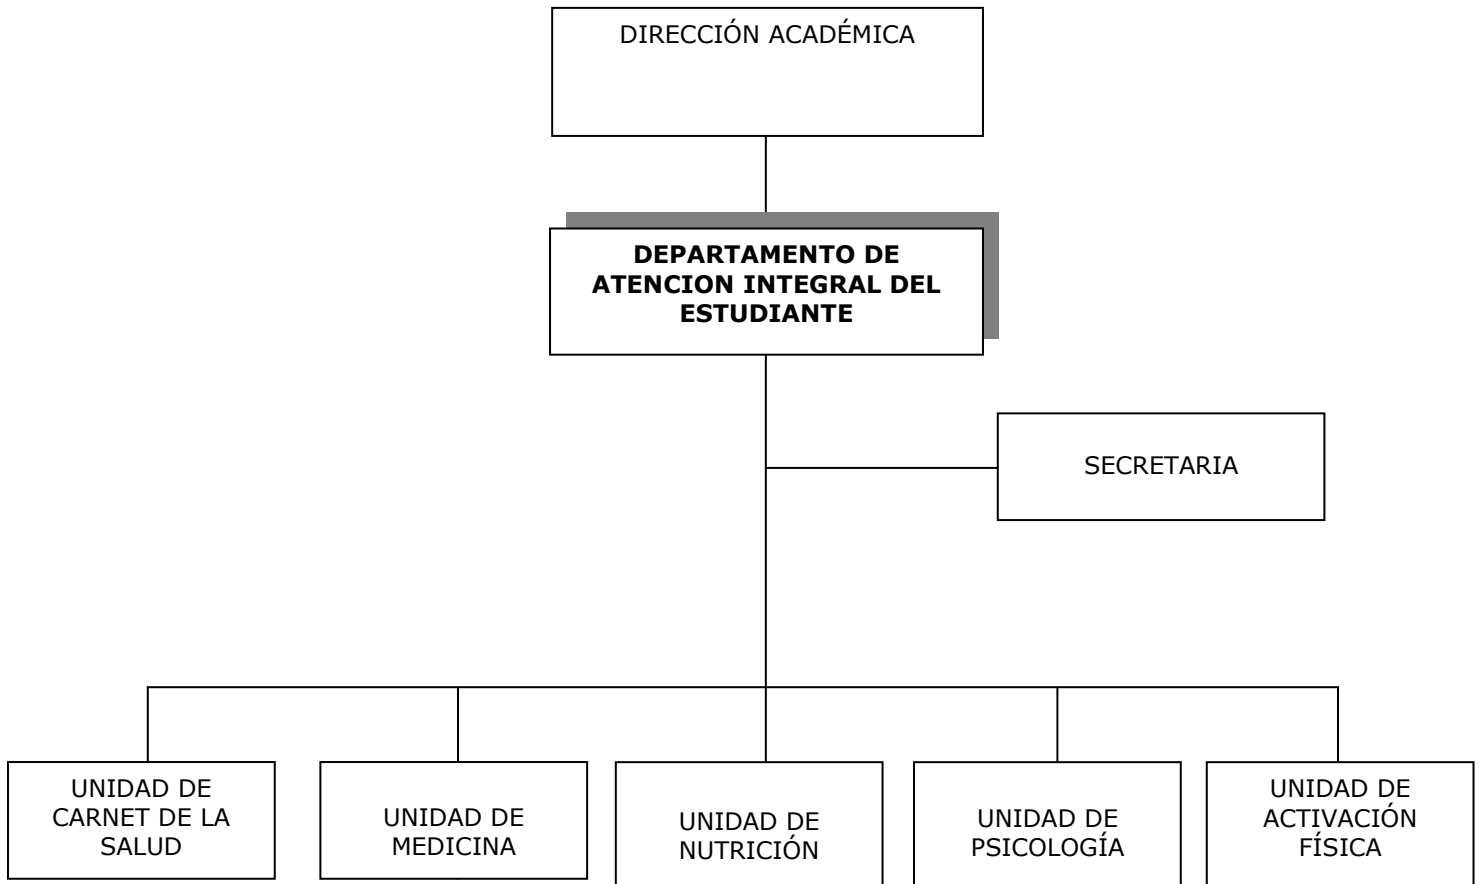 DIRECCIÓN ACADÉMICA
DEPARTAMENTO DE
ATENCION INTEGRAL DEL
ESTUDIANTE
SECRETARIA
UNIDAD DE
CARNET DE LA
SALUD
UNIDAD DE
MEDICINA
UNIDAD DE
NUTRICIÓN
UNIDAD DE
PSICOLOGÍA
UNIDAD DE
ACTIVACIÓN
FÍSICA